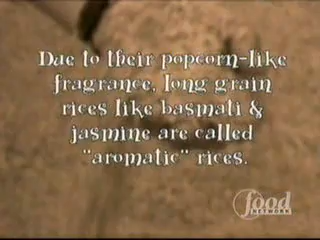 Due to their popcorn-like
fragrance, long grain
rices like basmati &
jasmine are called
"aromatic" rices.
food
NETWORK